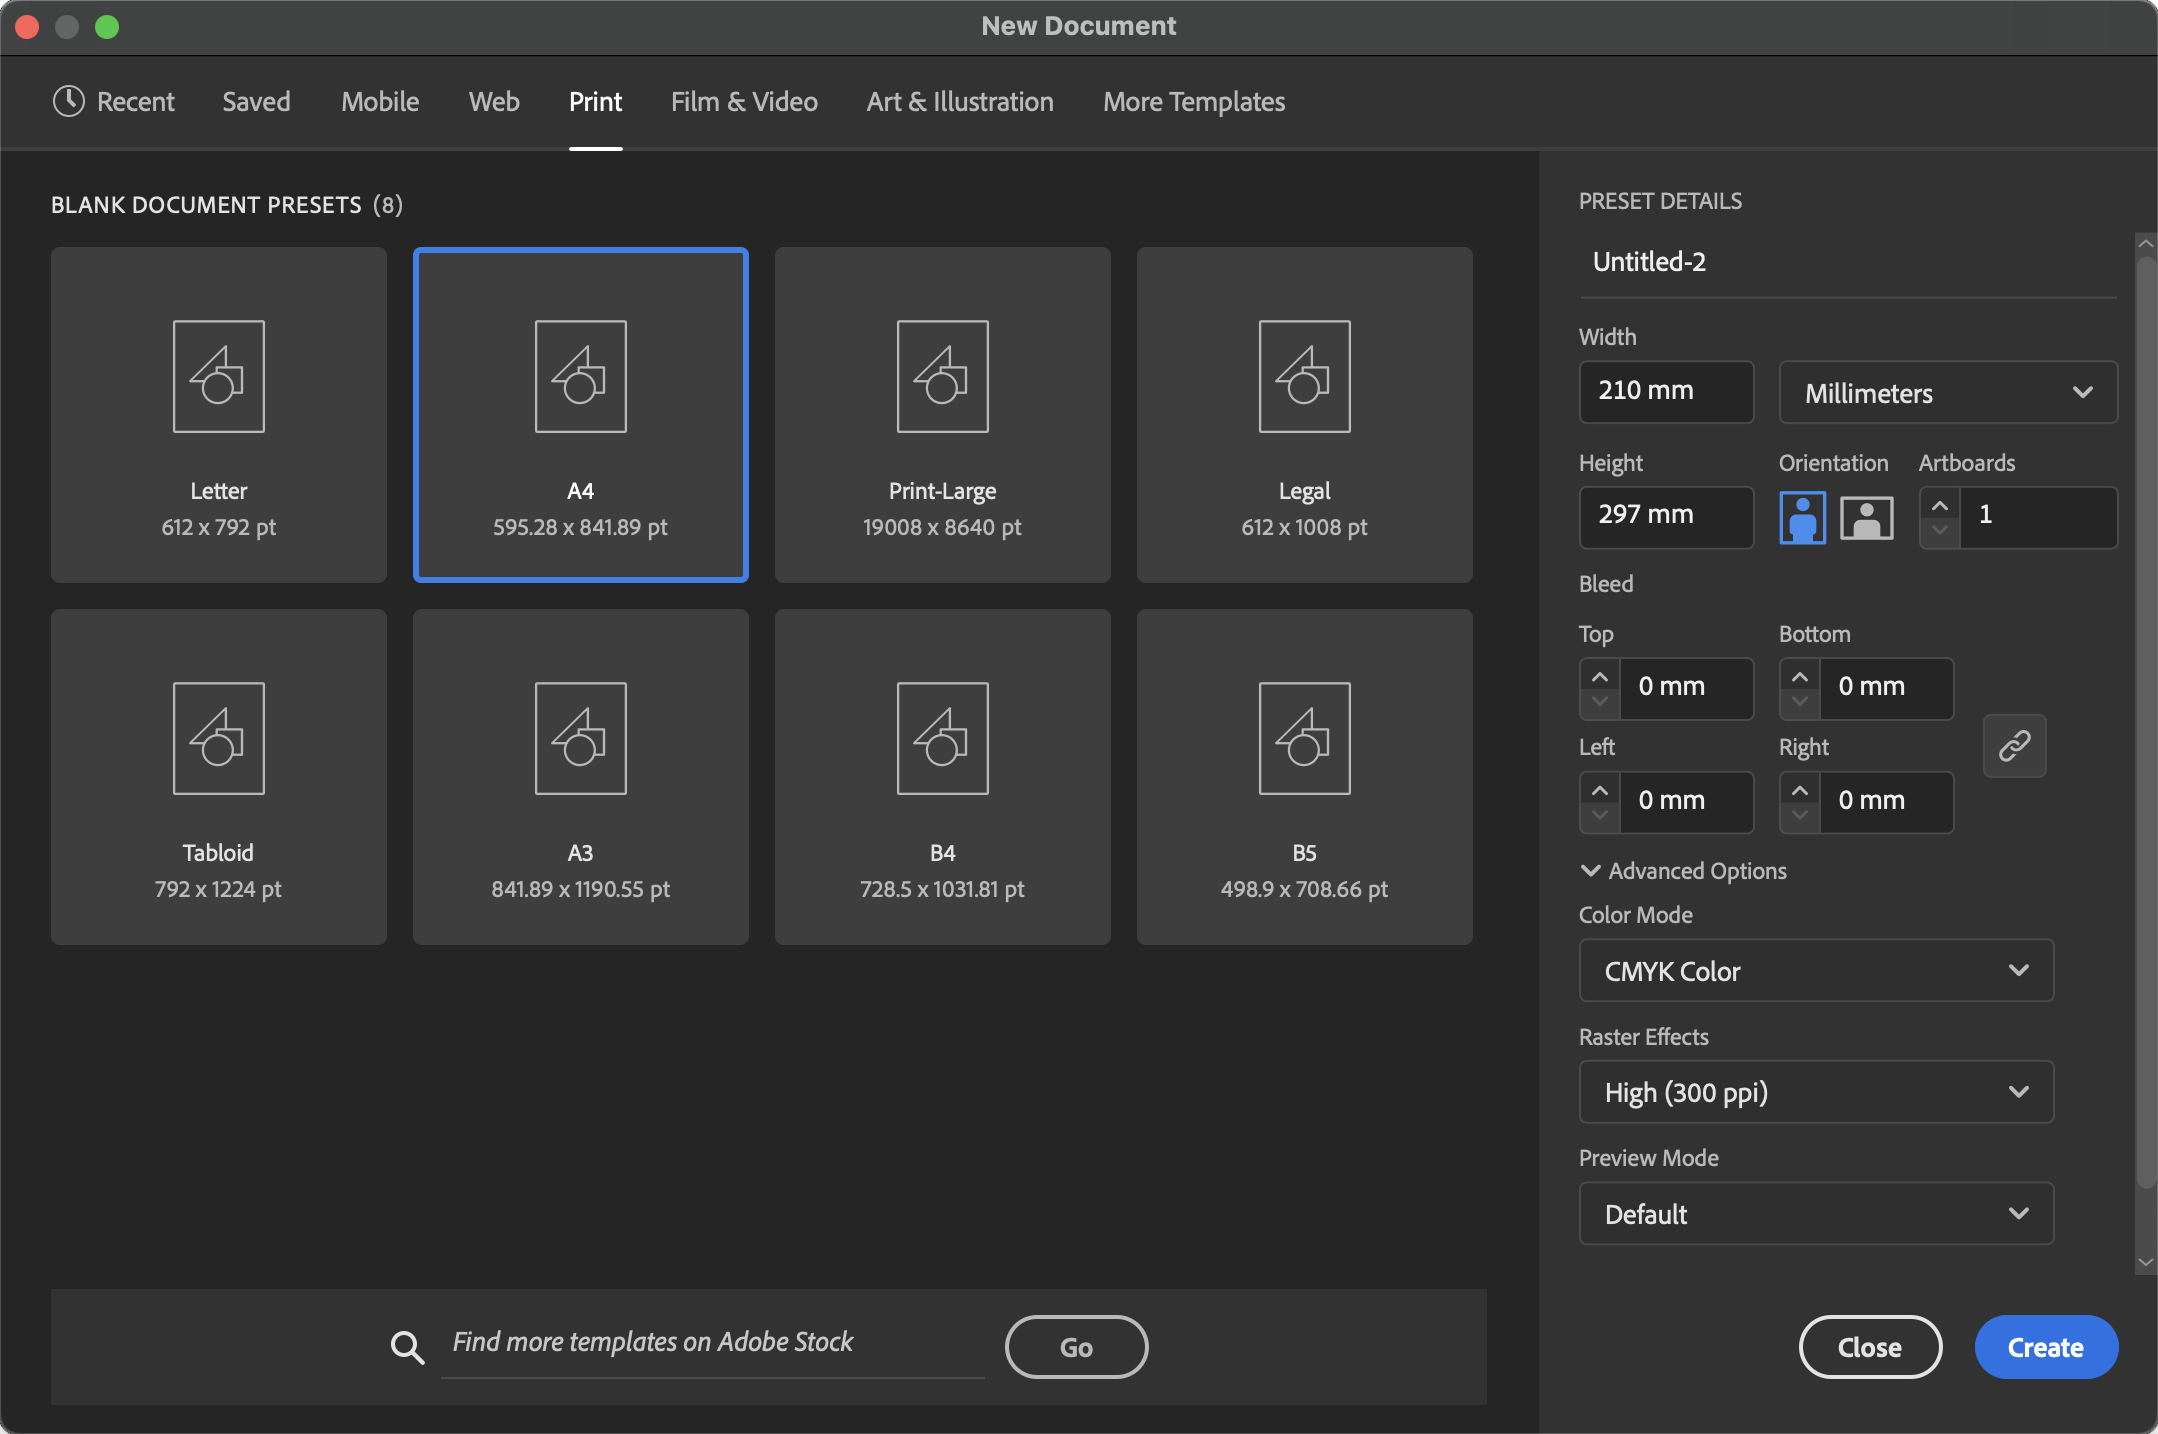 New Document
Recent Saved Mobile Web Print Film & Video Art & Illustration More Templates
BLANK DOCUMENT PRESETS (8)
Letter
612 x 792 pt
A4
595.28 x 841.89 pt
Print-Large
19008 x 8640 pt
Legal
612 x 1008 pt
Tabloid
792 x 1224 pt
A3
841.89 x 1190.55 pt
B4
728.5 x 1031.81 pt
B5
498.9 x 708.66 pt
Find more templates on Adobe Stock
Go
PRESET DETAILS
Untitled-2
Width
210 mm Millimeters
Height Orientation Artboards
297 mm 1
Bleed
Top Bottom
0 mm 0 mm
Left Right
0 mm 0 mm
Advanced Options
Color Mode
CMYK Color
Raster Effects
High (300 ppi)
Preview Mode
Default
Close Create